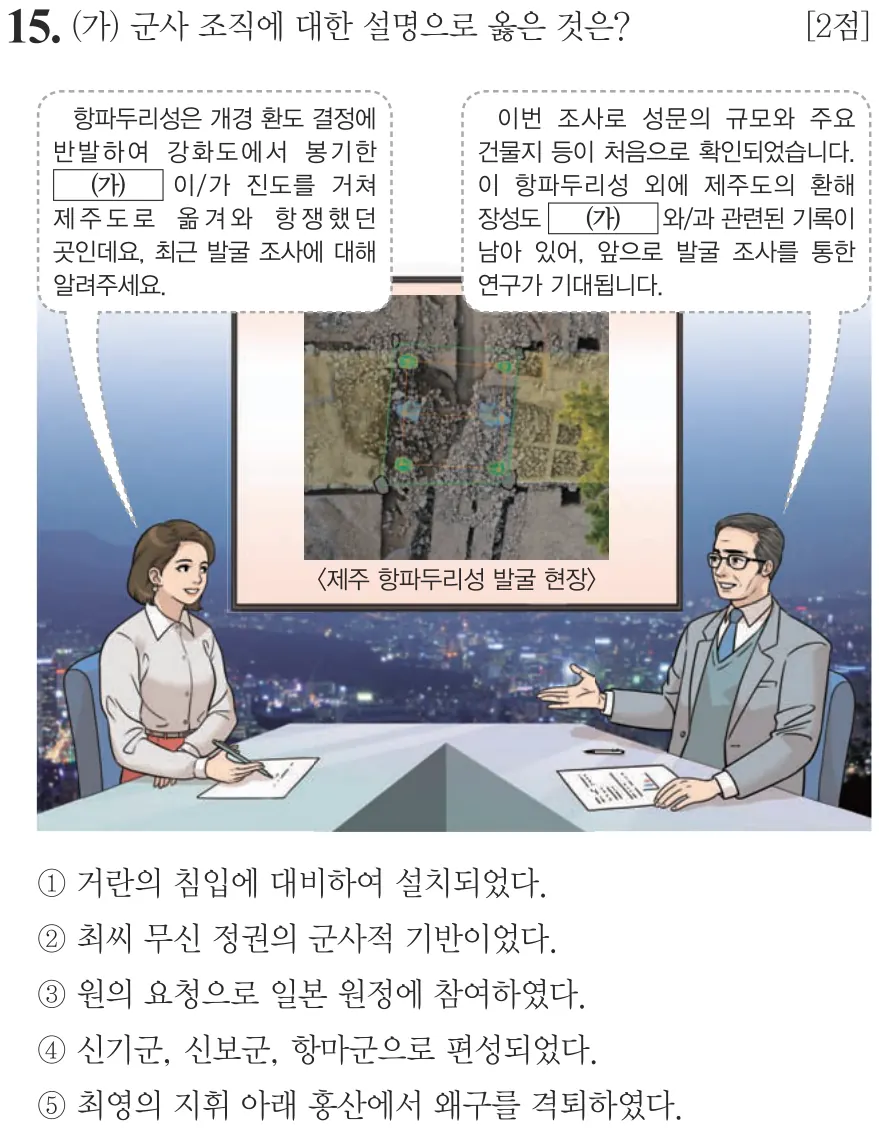 15. (가) 군사 조직에 대한 설명으로 옳은 것은? [2점]
항파두리성은 개경 환도 결정에
반발하여 강화도에서 봉기한
(가) 이/가 진도를 거쳐
제주도로 옮겨와 항쟁했던
곳인데요, 최근 발굴 조사에 대해
알려주세요.
이번 조사로 성문의 규모와 주요
건물지 등이 처음으로 확인되었습니다.
이 항파두리성 외에 제주도의 환해
장성도 (가) 와/과 관련된 기록이
남아 있어, 앞으로 발굴 조사를 통한
연구가 기대됩니다.
〈제주 항파두리성 발굴 현장〉
① 거란의 침입에 대비하여 설치되었다.
② 최씨 무신 정권의 군사적 기반이었다.
③ 원의 요청으로 일본 원정에 참여하였다.
④ 신기군, 신보군, 항마군으로 편성되었다.
⑤ 최영의 지휘 아래 홍산에서 왜구를 격퇴하였다.